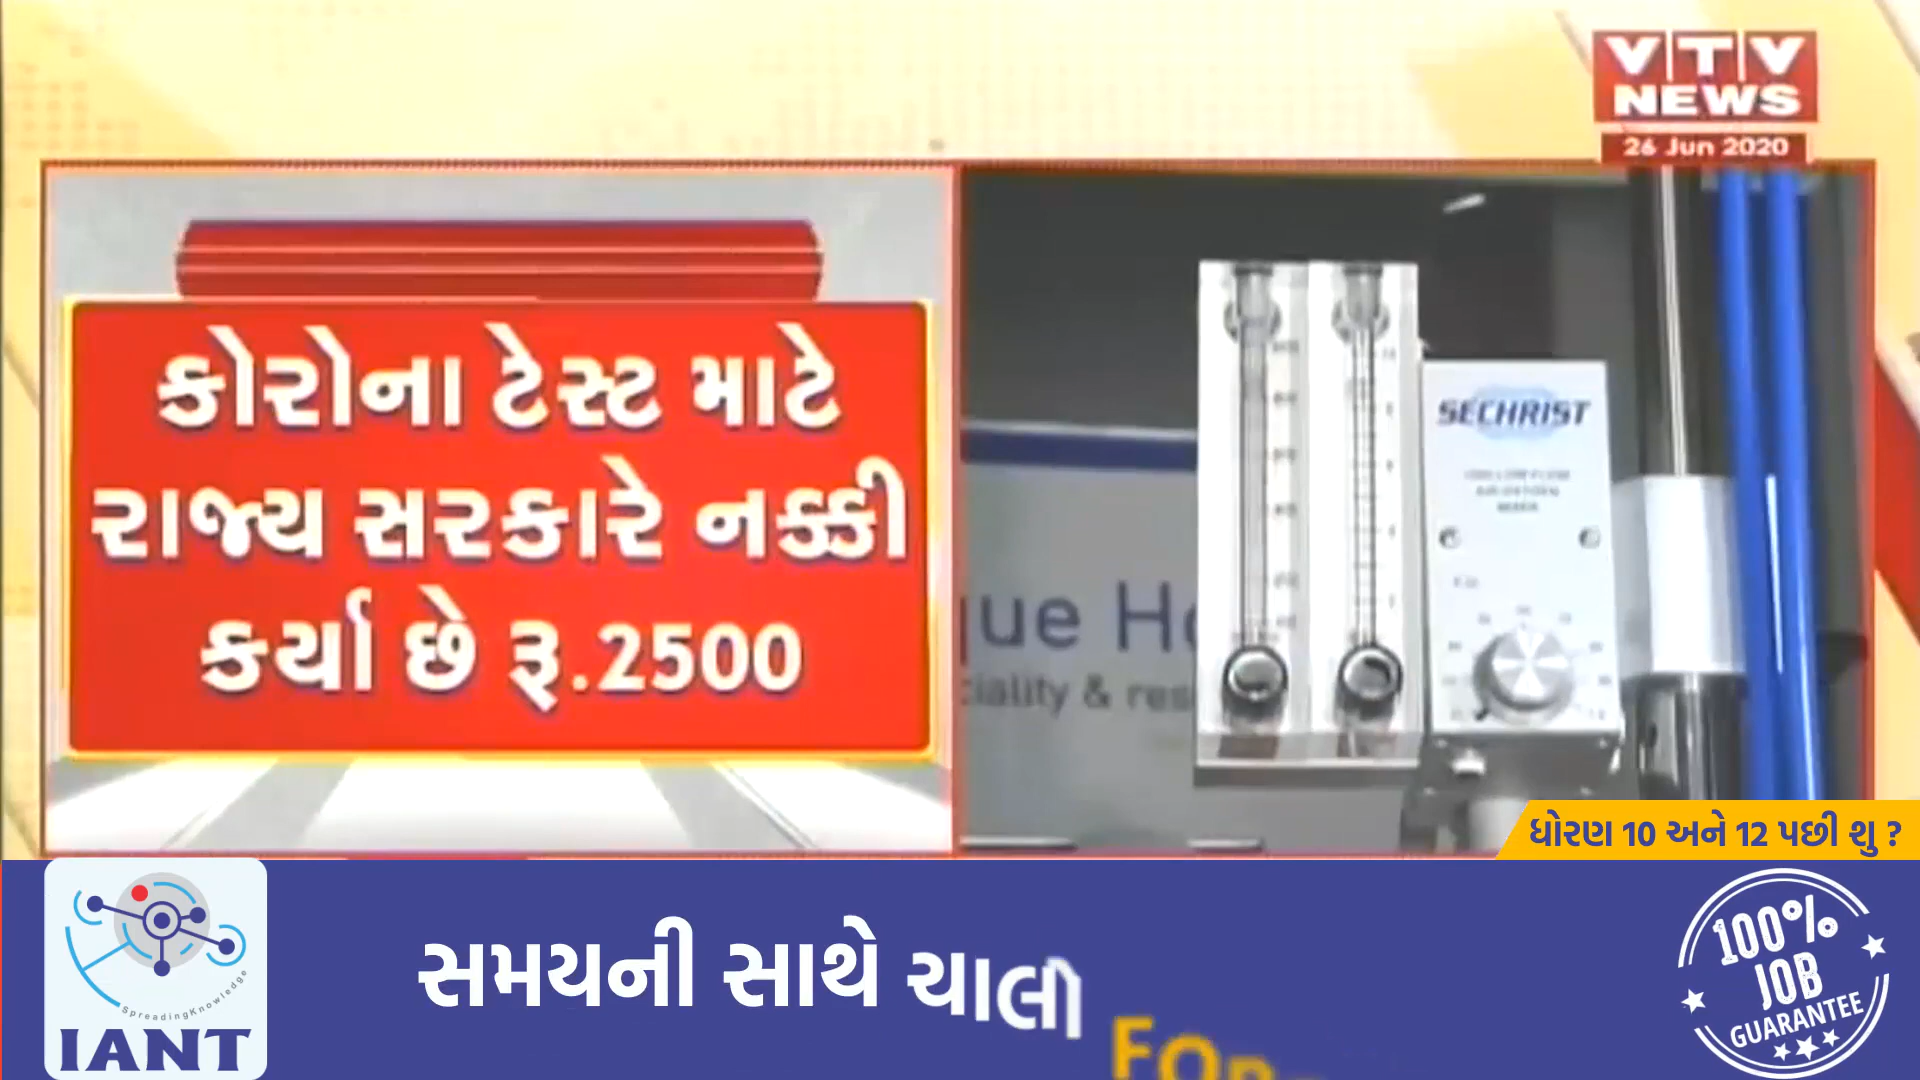 VTV
NEWS
26 Jun 2020
કોરોના ટેસ્ટ માટે
રાજ્ય સરકારે નક્કી
કર્યા છે રૂ.2500
SECHRIST
ધોરણ 10 અને 12 પછી શુ ?
SpreadingKnowledge
IANT
સમયની સાથે ચાલો
100%
JOB
GUARANTEE